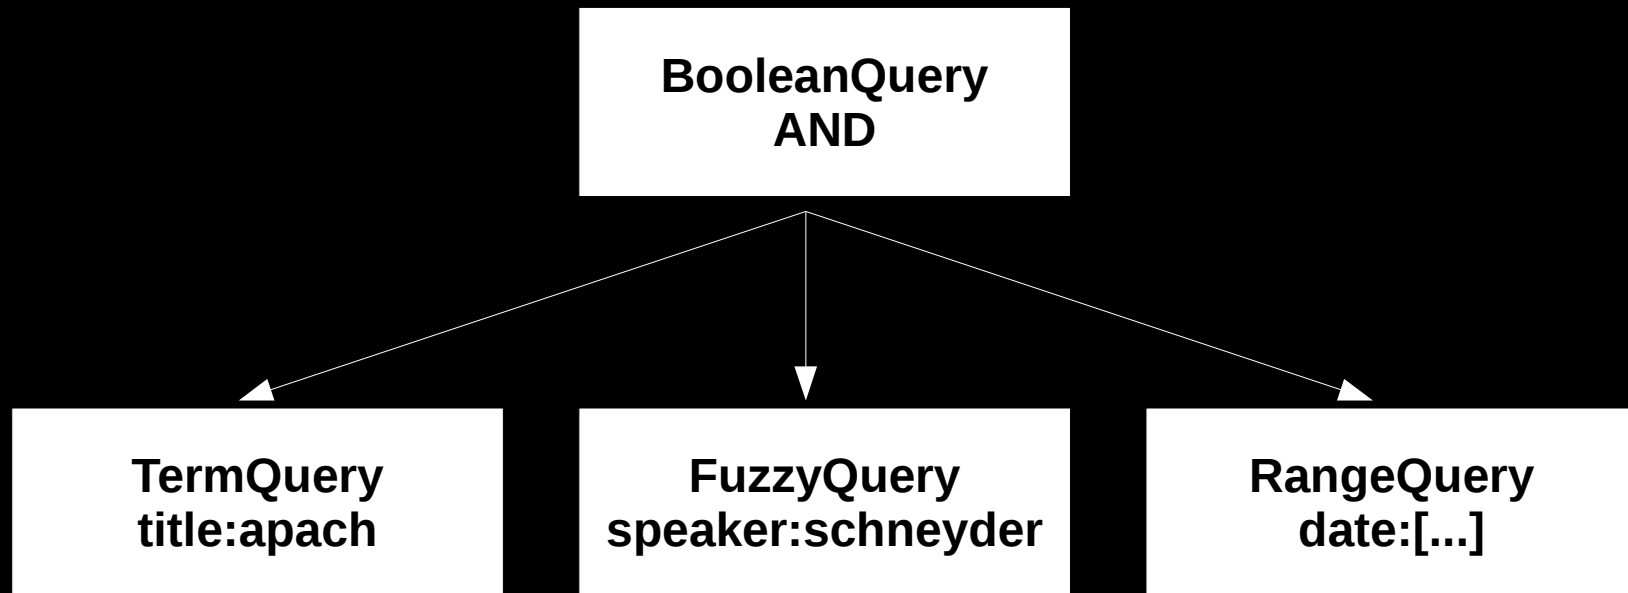 BooleanQuery
AND
TermQuery
title:apach
FuzzyQuery
speaker:schneyder
RangeQuery
date:[...]